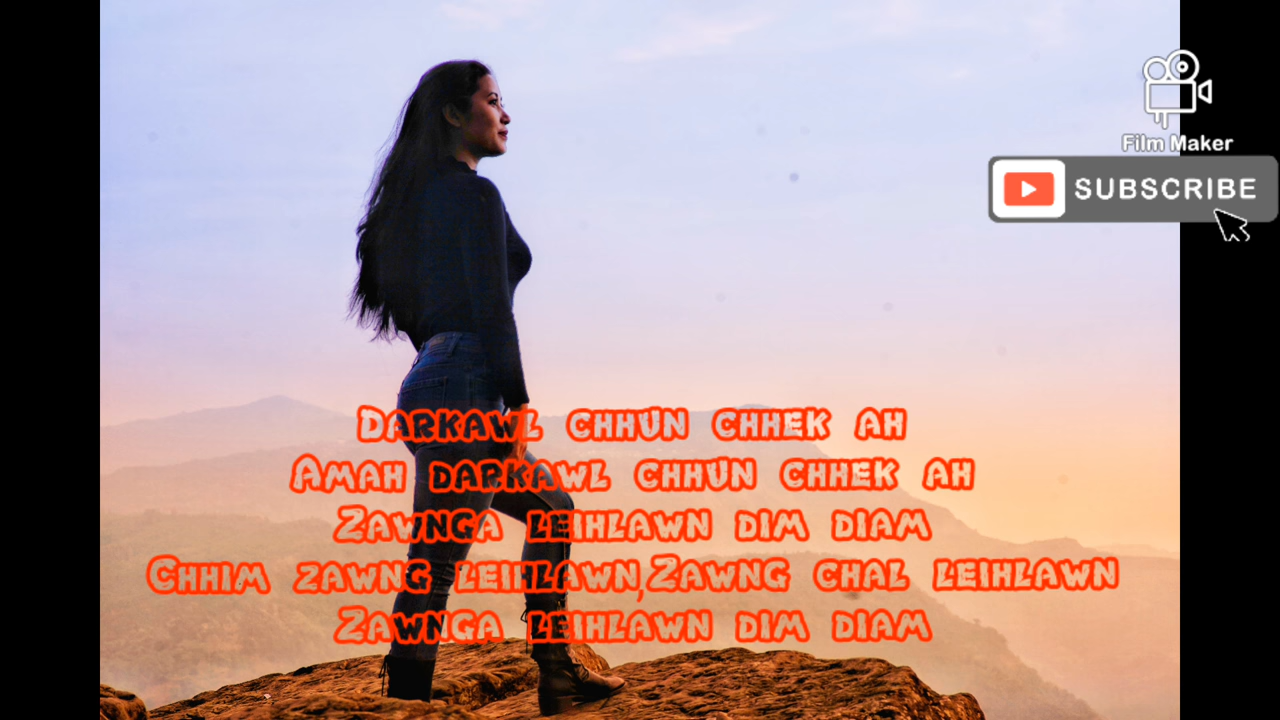 Film Maker
SUBSCRIBE
Darkawl chhun chhek ah
Amah darkawl chhun chhek ah
Zawnga leihlawn dim diam
Chhim zawng leihlawn,Zawng chal leihlawn
Zawnga leihlawn dim diam